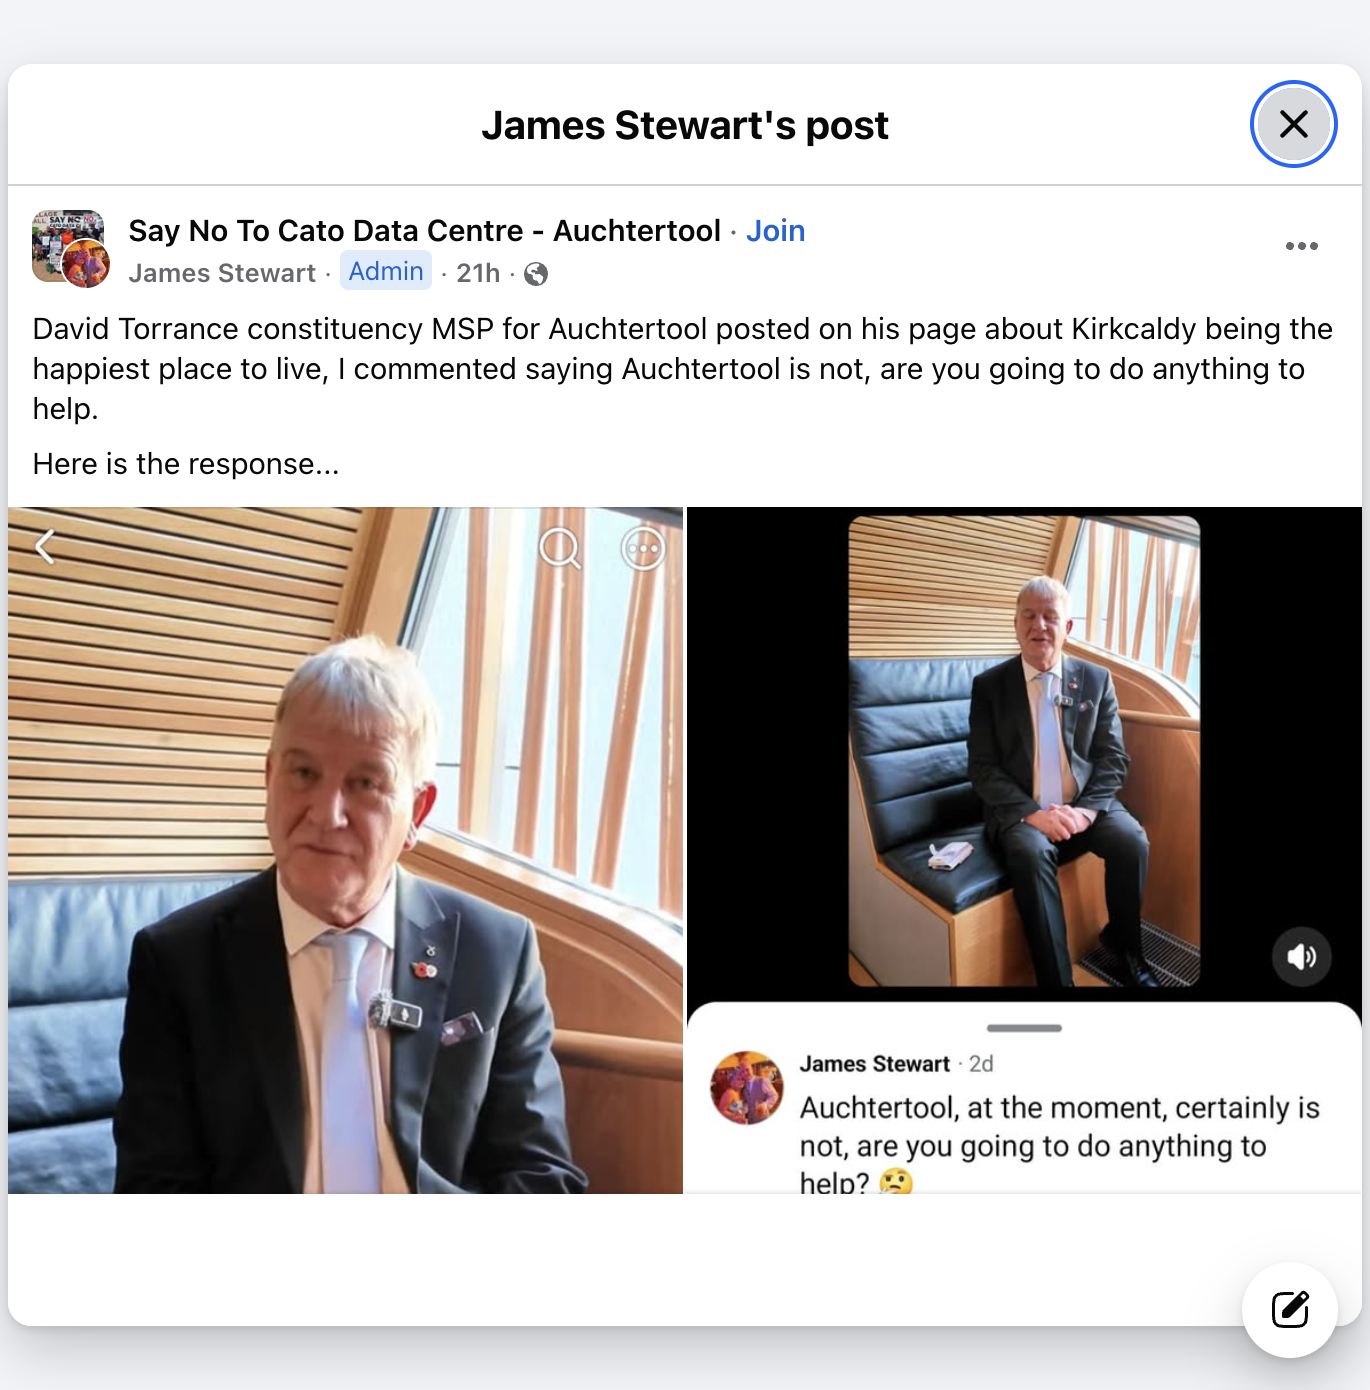 James Stewart's post
SAY NO
Say No To Cato Data Centre - Auchtertool · Join
James Stewart · Admin · 21h ·
David Torrance constituency MSP for Auchtertool posted on his page about Kirkcaldy being the
happiest place to live, I commented saying Auchtertool is not, are you going to do anything to
help.
Here is the response...
James Stewart · 2d
Auchtertool, at the moment, certainly is
not, are you going to do anything to
help? 🤨